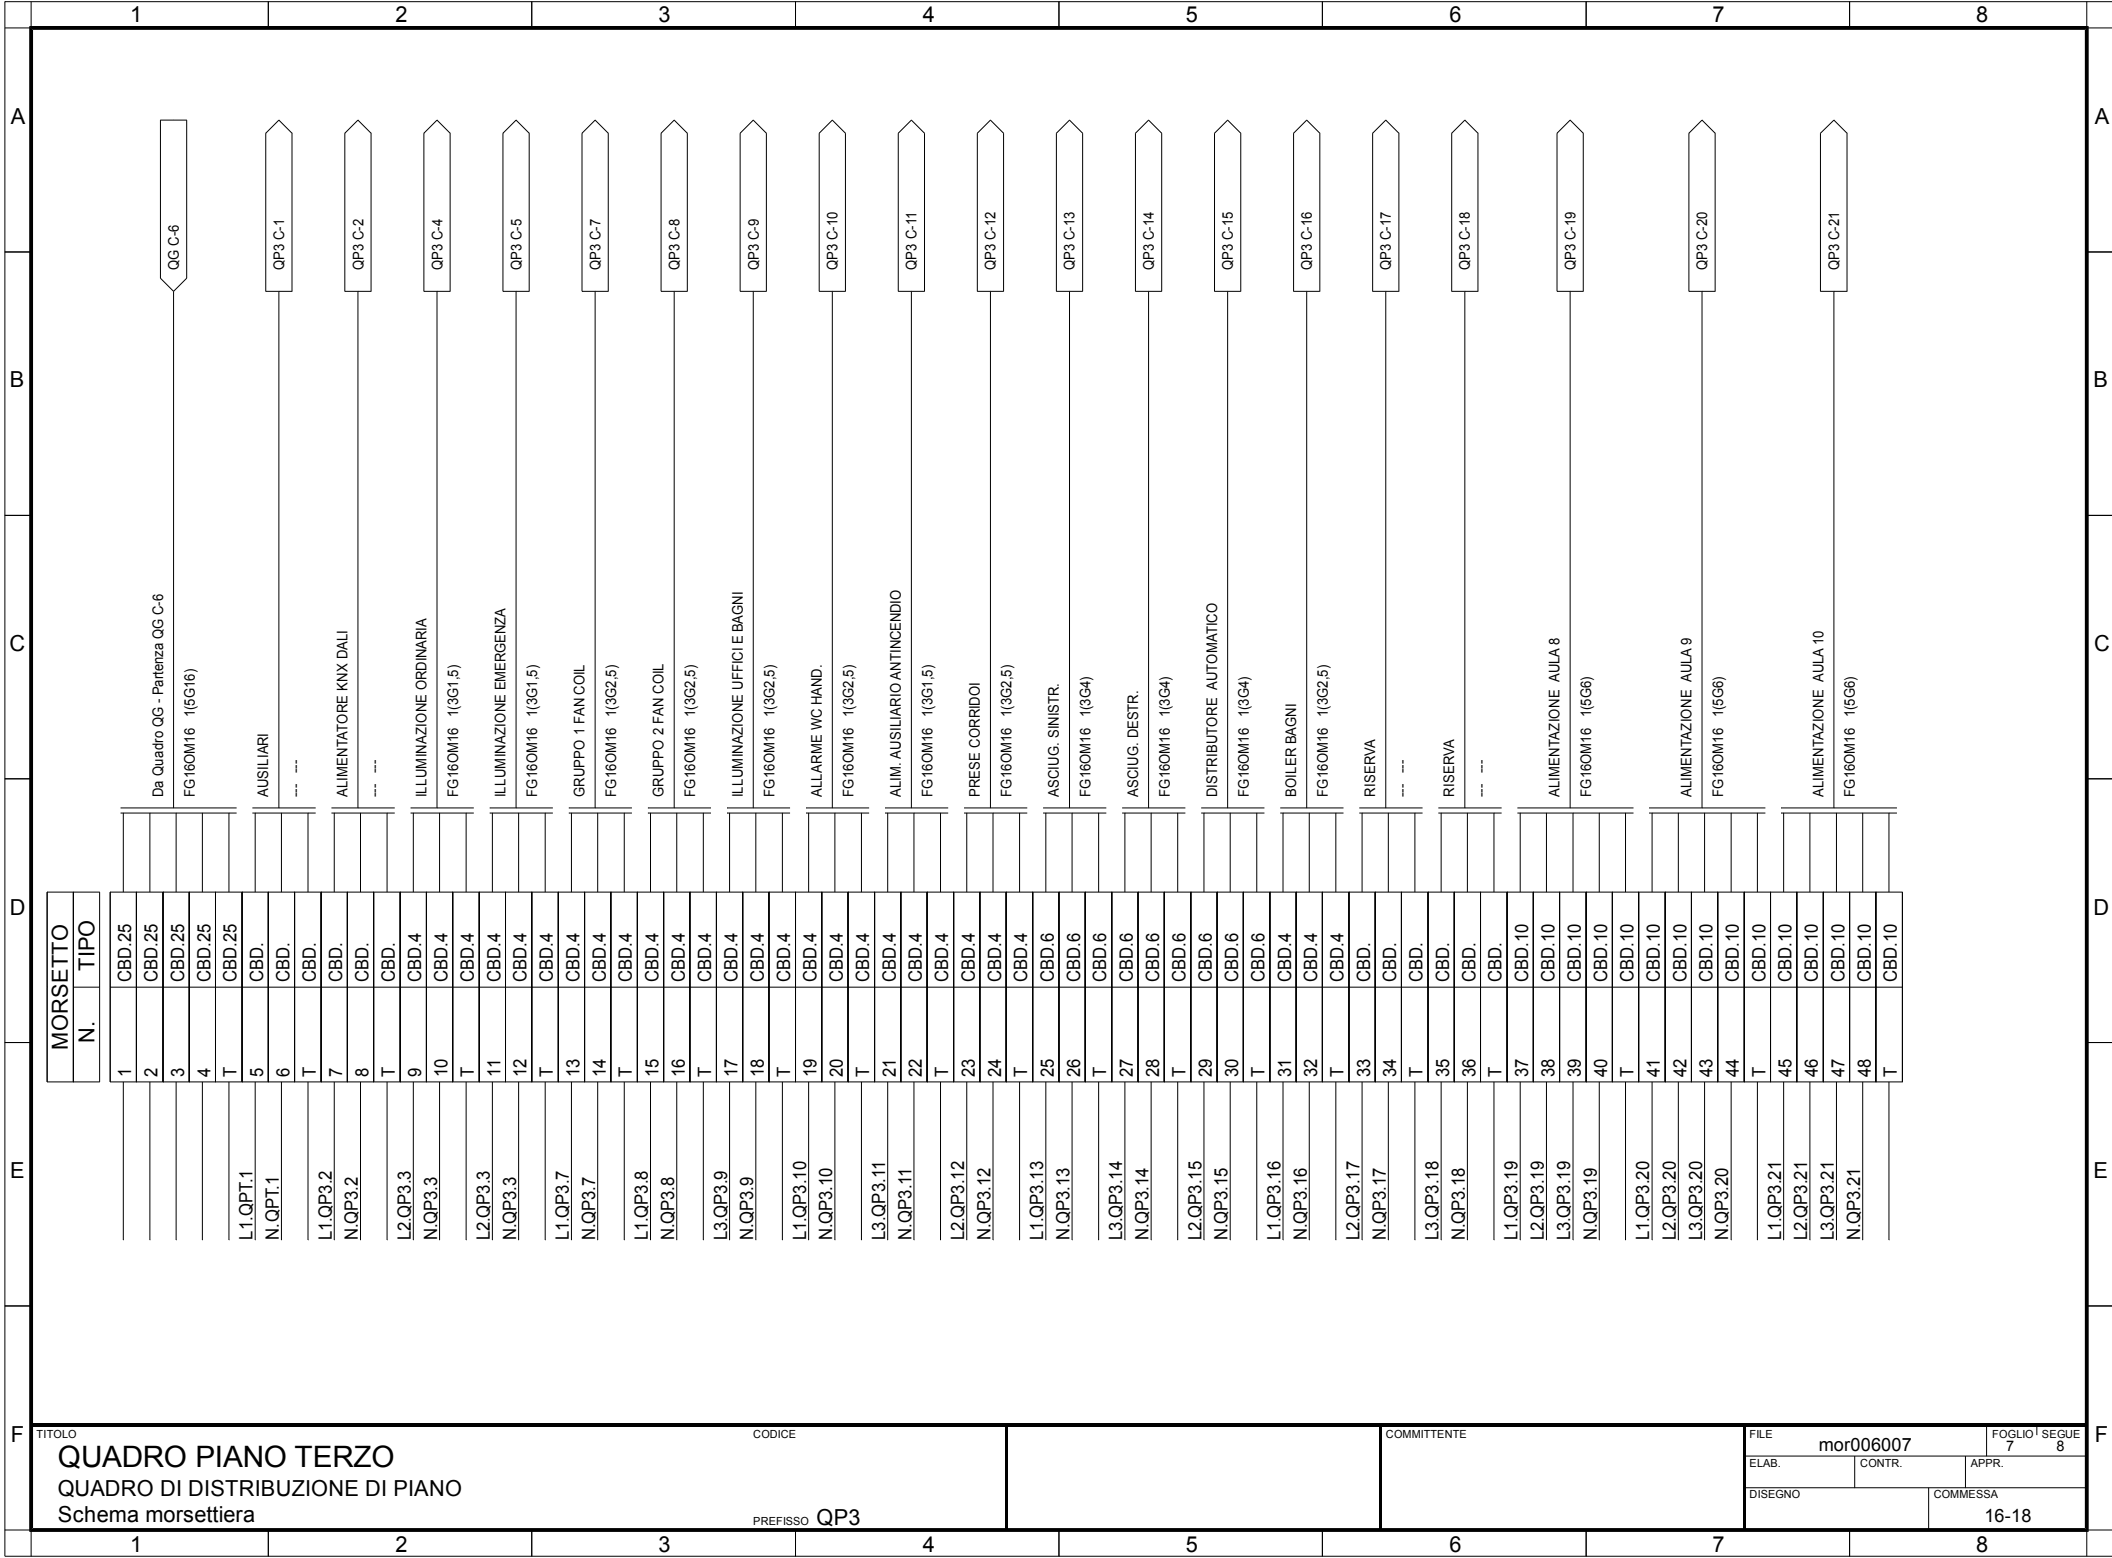 1 2 3 4 5 6 7 8
A A
B B
C C
D D
E E
F F
QG C-6
QP3 C-1
QP3 C-2
QP3 C-4
QP3 C-5
QP3 C-7
QP3 C-8
QP3 C-9
QP3 C-10
QP3 C-11
QP3 C-12
QP3 C-13
QP3 C-14
QP3 C-15
QP3 C-16
QP3 C-17
QP3 C-18
QP3 C-19
QP3 C-20
QP3 C-21
Da Quadro QG - Partenza QG C-6
FG16OM16 1(5G16)
AUSILIARI
--- ---
ALIMENTATORE KNX DALI
--- ---
ILLUMINAZIONE ORDINARIA
FG16OM16 1(3G1,5)
ILLUMINAZIONE EMERGENZA
FG16OM16 1(3G1,5)
GRUPPO 1 FAN COIL
FG16OM16 1(3G2,5)
GRUPPO 2 FAN COIL
FG16OM16 1(3G2,5)
ILLUMINAZIONE UFFICI E BAGNI
FG16OM16 1(3G2,5)
ALLARME WC HAND.
FG16OM16 1(3G2,5)
ALIM. AUSILIARIO ANTINCENDIO
FG16OM16 1(3G1,5)
PRESE CORRIDOI
FG16OM16 1(3G2,5)
ASCIUG. SINISTR.
FG16OM16 1(3G4)
ASCIUG. DESTR.
FG16OM16 1(3G4)
DISTRIBUTORE AUTOMATICO
FG16OM16 1(3G4)
BOILER BAGNI
FG16OM16 1(3G2,5)
RISERVA
--- ---
RISERVA
--- ---
ALIMENTAZIONE AULA 8
FG16OM16 1(5G6)
ALIMENTAZIONE AULA 9
FG16OM16 1(5G6)
ALIMENTAZIONE AULA 10
FG16OM16 1(5G6)
MORSETTO
N. TIPO
1 CBD.25
2 CBD.25
3 CBD.25
4 CBD.25
T CBD.25
5 CBD.
6 CBD.
T CBD.
7 CBD.
8 CBD.
T CBD.
9 CBD.4
10 CBD.4
T CBD.4
11 CBD.4
12 CBD.4
T CBD.4
13 CBD.4
14 CBD.4
T CBD.4
15 CBD.4
16 CBD.4
T CBD.4
17 CBD.4
18 CBD.4
T CBD.4
19 CBD.4
20 CBD.4
T CBD.4
21 CBD.4
22 CBD.4
T CBD.4
23 CBD.4
24 CBD.4
T CBD.4
25 CBD.6
26 CBD.6
T CBD.6
27 CBD.6
28 CBD.6
T CBD.6
29 CBD.6
30 CBD.6
T CBD.6
31 CBD.4
32 CBD.4
T CBD.4
33 CBD.
34 CBD.
T CBD.
35 CBD.
36 CBD.
T CBD.
37 CBD.10
38 CBD.10
39 CBD.10
40 CBD.10
T CBD.10
41 CBD.10
42 CBD.10
43 CBD.10
44 CBD.10
T CBD.10
45 CBD.10
46 CBD.10
47 CBD.10
48 CBD.10
T CBD.10
L1.QPT.1
N.QPT.1
L1.QP3.2
N.QP3.2
L2.QP3.3
N.QP3.3
L2.QP3.3
N.QP3.3
L1.QP3.7
N.QP3.7
L1.QP3.8
N.QP3.8
L3.QP3.9
N.QP3.9
L1.QP3.10
N.QP3.10
L3.QP3.11
N.QP3.11
L2.QP3.12
N.QP3.12
L1.QP3.13
N.QP3.13
L3.QP3.14
N.QP3.14
L2.QP3.15
N.QP3.15
L1.QP3.16
N.QP3.16
L2.QP3.17
N.QP3.17
L3.QP3.18
N.QP3.18
L1.QP3.19
L2.QP3.19
L3.QP3.19
N.QP3.19
L1.QP3.20
L2.QP3.20
L3.QP3.20
N.QP3.20
L1.QP3.21
L2.QP3.21
L3.QP3.21
N.QP3.21
TITOLO
QUADRO PIANO TERZO
QUADRO DI DISTRIBUZIONE DI PIANO
Schema morsettiera
CODICE
PREFISSO QP3
COMMITTENTE
FILE
mor006007
FOGLIO SEGUE
7 8
ELAB. CONTR. APPR.
DISEGNO
COMMESSA
16-18
1 2 3 4 5 6 7 8